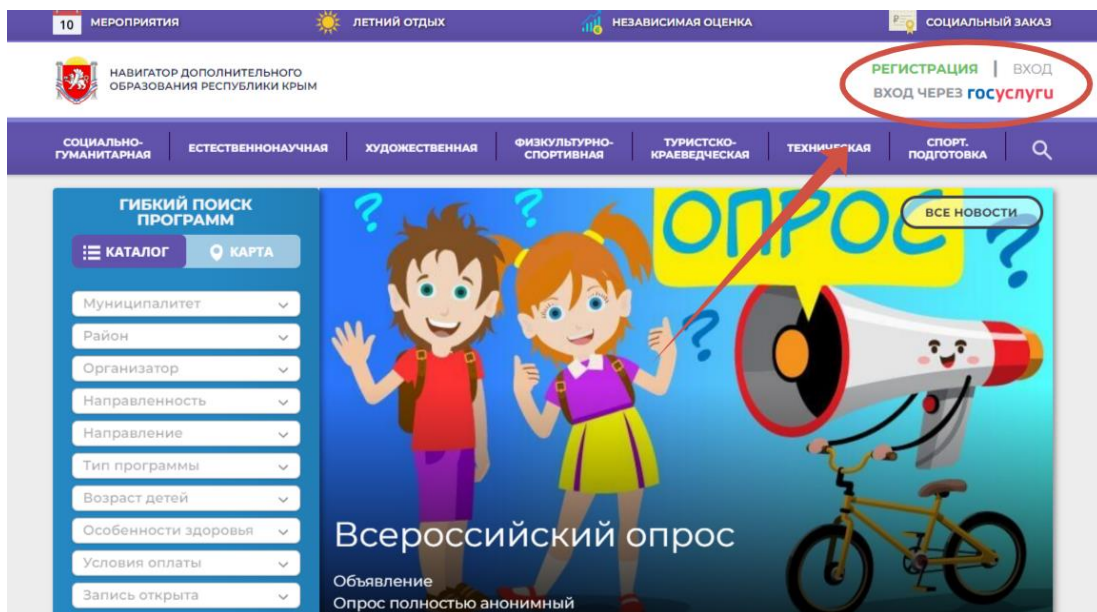 10 МЕРОПРИЯТИЯ
ЛЕТНИЙ ОТДЫХ
НЕЗАВИСИМАЯ ОЦЕНКА
СОЦИАЛЬНЫЙ ЗАКАЗ
НАВИГАТОР ДОПОЛНИТЕЛЬНОГО
ОБРАЗОВАНИЯ РЕСПУБЛИКИ КРЫМ
РЕГИСТРАЦИЯ | ВХОД
ВХОД ЧЕРЕЗ госуслуги
СОЦИАЛЬНО-
ГУМАНИТАРНАЯ
ЕСТЕСТВЕННОНАУЧНАЯ
ХУДОЖЕСТВЕННАЯ
ФИЗКУЛЬТУРНО-
СПОРТИВНАЯ
ТУРИСТСКО-
КРАЕВЕДЧЕСКАЯ
ТЕХНИЧЕСКАЯ
СПОРТ.
ПОДГОТОВКА
ГИБКИЙ ПОИСК
ПРОГРАММ
КАТАЛОГ
КАРТА
Муниципалитет
Район
Организатор
Направленность
Направление
Тип программы
Возраст детей
Особенности здоровья
Условия оплаты
Запись открыта
ОПРОС
ВСЕ НОВОСТИ
Всероссийский опрос
Объявление
Опрос полностью анонимный